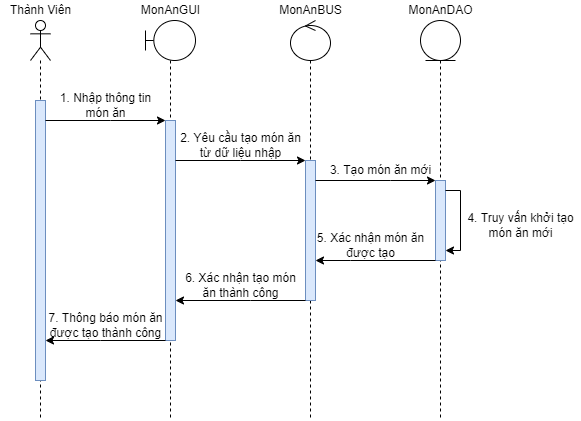 Thành Viên
MonAnGUI
MonAnBUS
MonAnDAO
1. Nhập thông tin
món ăn
2. Yêu cầu tạo món ăn
từ dữ liệu nhập
3. Tạo món ăn mới
4. Truy vấn khởi tạo
món ăn mới
5. Xác nhận món ăn
được tạo
6. Xác nhận tạo món
ăn thành công
7. Thông báo món ăn
được tạo thành công